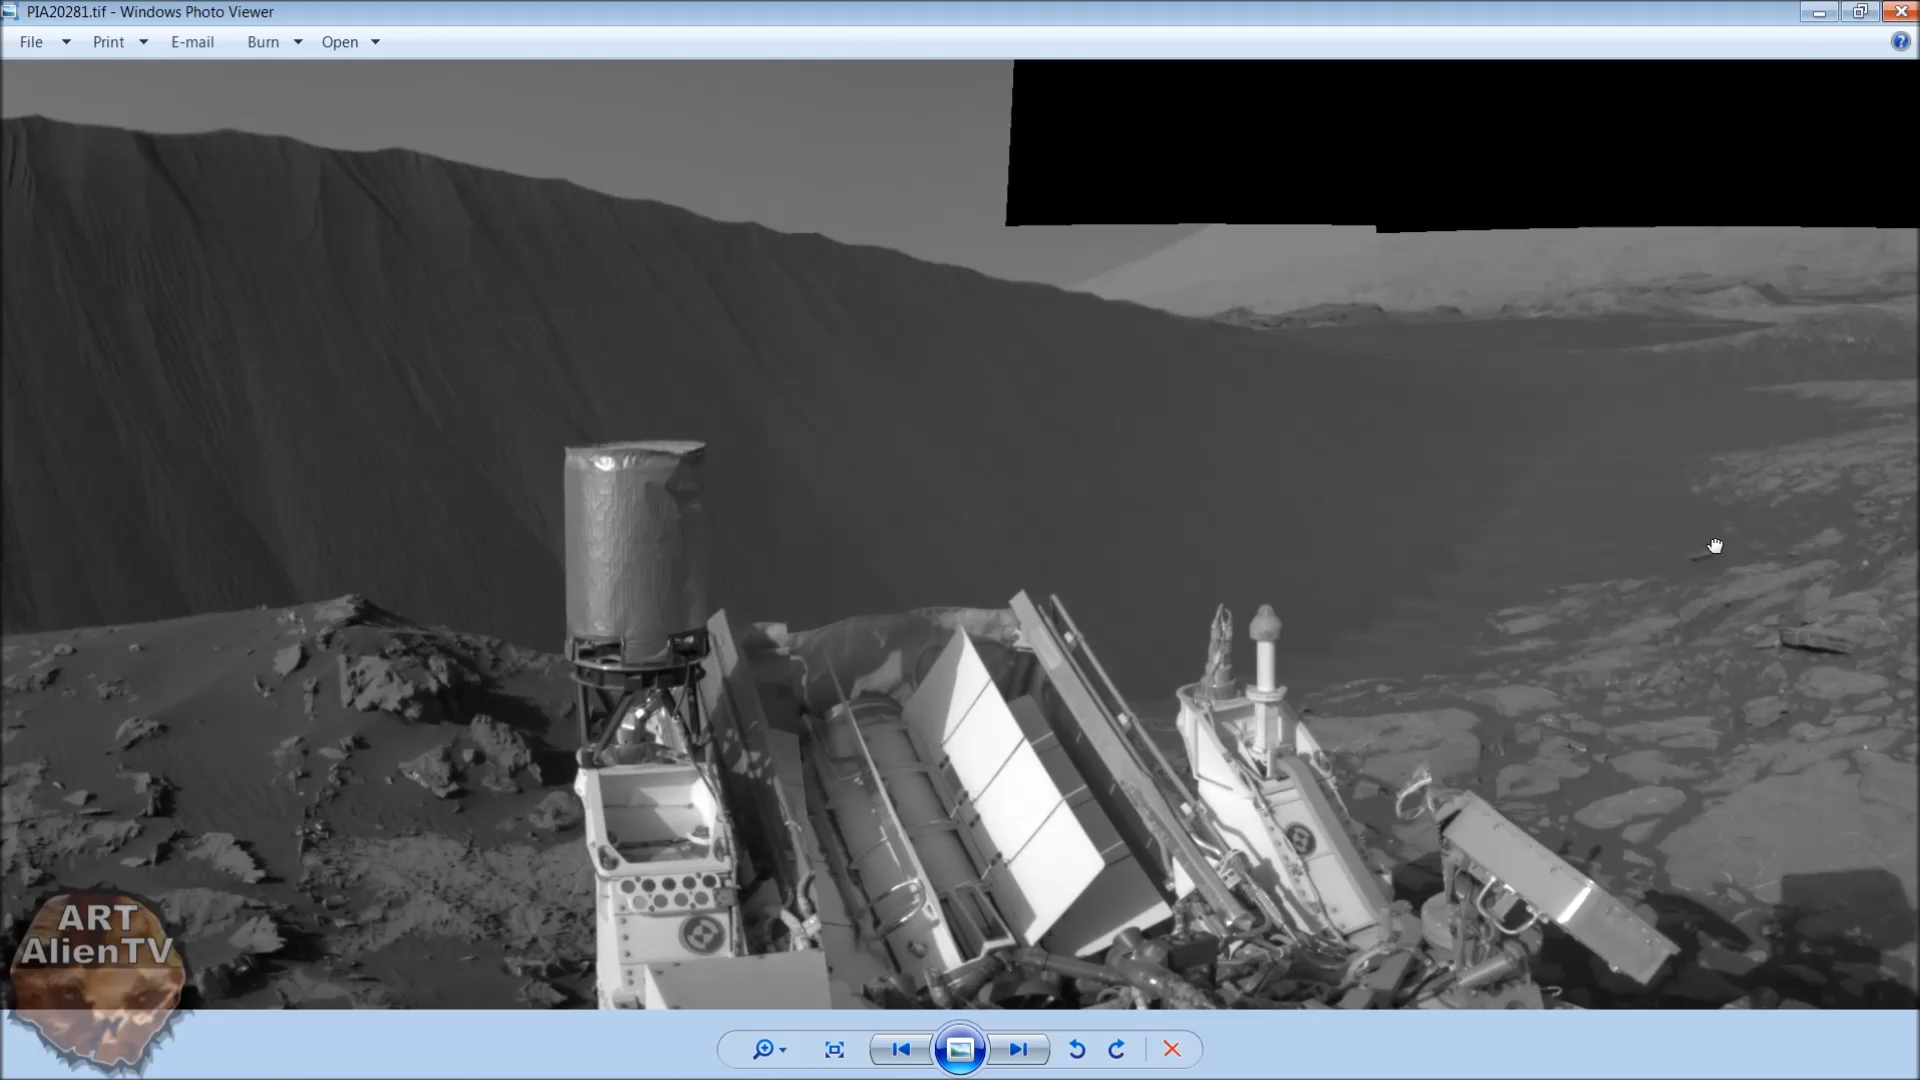 PIA20281.tif - Windows Photo Viewer
File Print E-mail Burn Open
?
ART
AlienTV